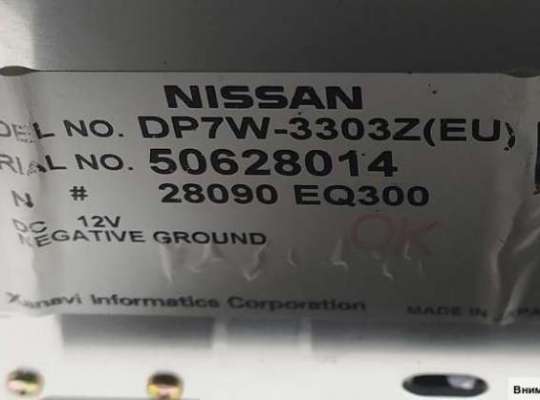 NISSAN
DEL NO. DP7W-3303Z(EU)
RIAL NO. 50628014
N # 28090 EQ300
DC 12V
NEGATIVE GROUND
OK
Xanavi Informatics Corporation
MADE IN
Вним